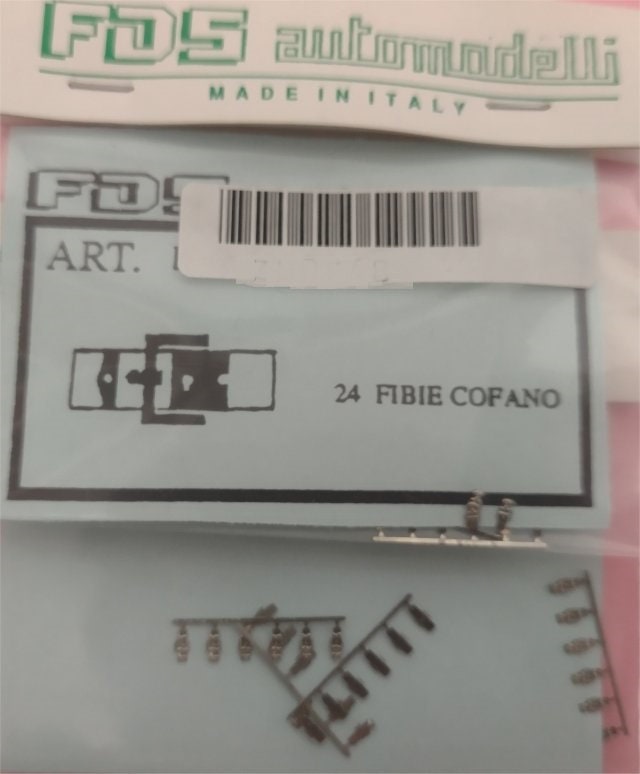 FDS automodelli
MADE IN ITALY
FDS
ART.
24 FIBIE COFANO